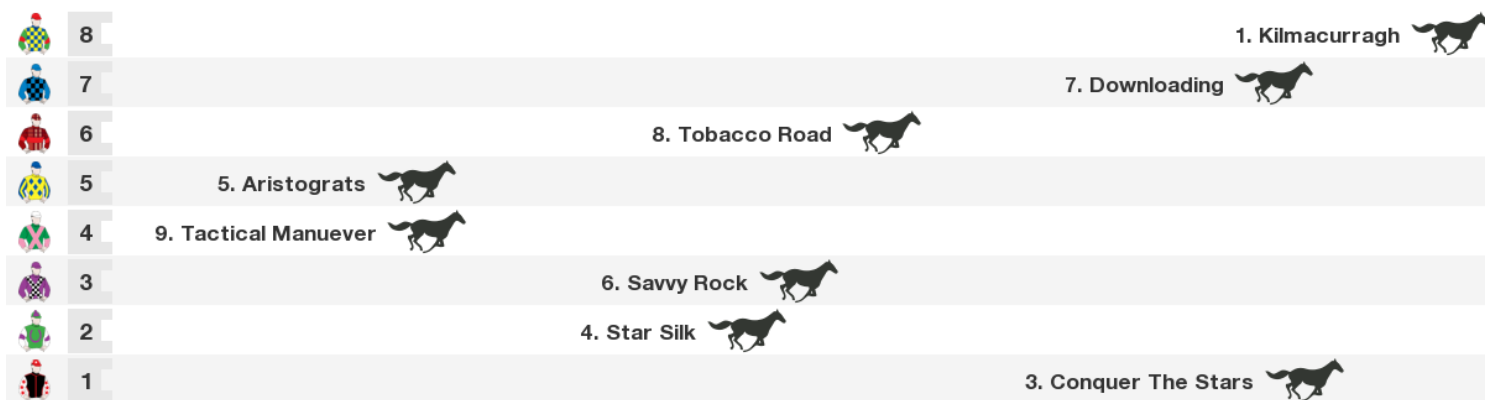 8 1. Kilmacurragh
7 7. Downloading
6 8. Tobacco Road
5 5. Aristograts
4 9. Tactical Manuever
3 6. Savvy Rock
2 4. Star Silk
1 3. Conquer The Stars